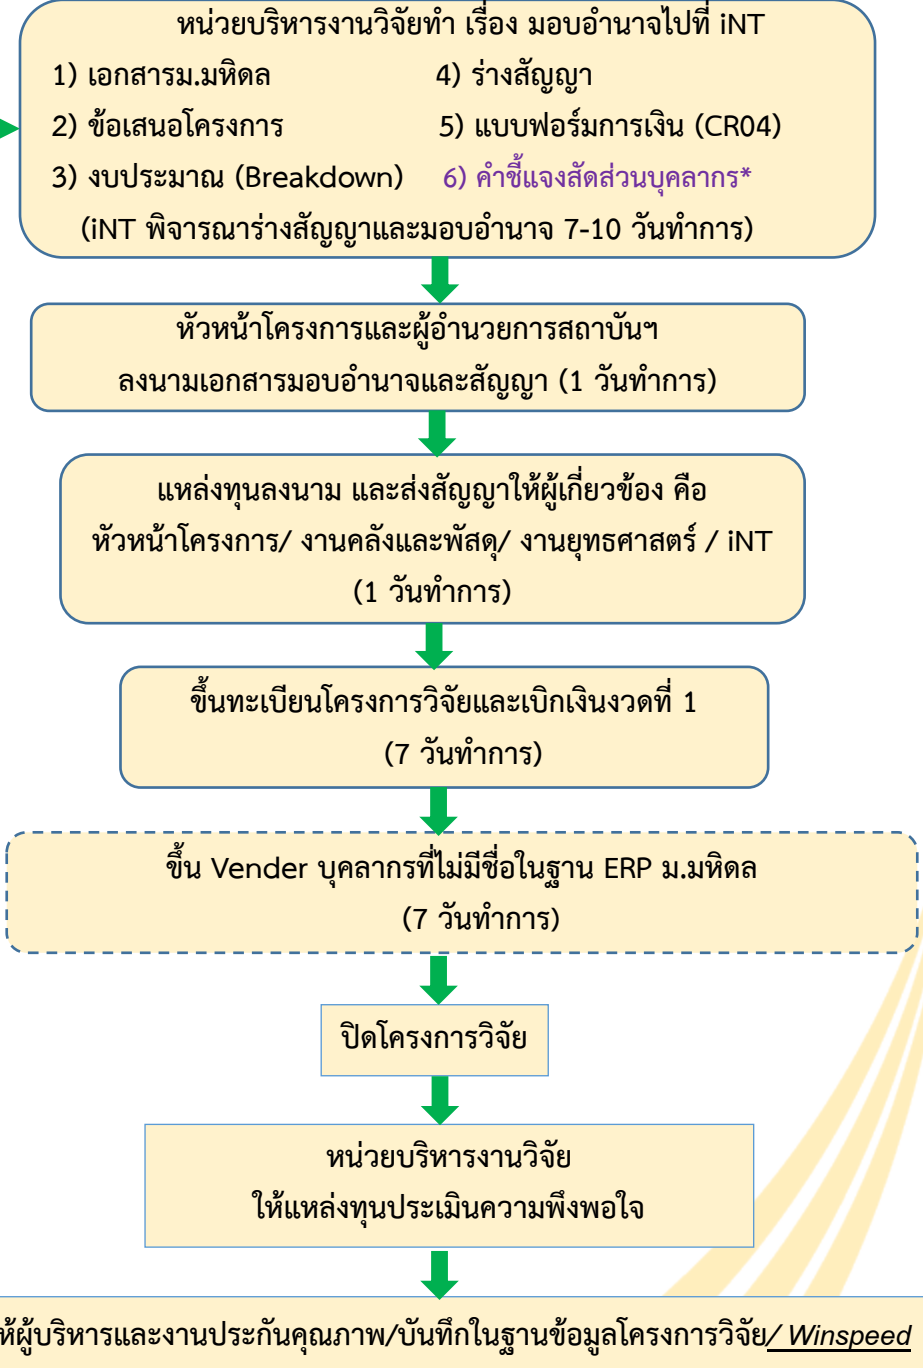 หน่วยบริหารงานวิจัยทำ เรื่อง มอบอำนาจไปที่ iNT
1) เอกสารม.มหิดล 4) ร่างสัญญา
2) ข้อเสนอโครงการ 5) แบบฟอร์มการเงิน (CR04)
3) งบประมาณ (Breakdown) 6) คำชี้แจงสัดส่วนบุคลากร*
(iNT พิจารณาร่างสัญญาและมอบอำนาจ 7-10 วันทำการ)
หัวหน้าโครงการและผู้อำนวยการสถาบันฯ
ลงนามเอกสารมอบอำนาจและสัญญา (1 วันทำการ)
แหล่งทุนลงนาม และส่งสัญญาให้ผู้เกี่ยวข้อง คือ
หัวหน้าโครงการ/ งานคลังและพัสดุ/ งานยุทธศาสตร์ / iNT
(1 วันทำการ)
ขึ้นทะเบียนโครงการวิจัยและเบิกเงินงวดที่ 1
(7 วันทำการ)
ขึ้น Vender บุคลากรที่ไม่มีชื่อในฐาน ERP ม.มหิดล
(7 วันทำการ)
ปิดโครงการวิจัย
หน่วยบริหารงานวิจัย
ให้แหล่งทุนประเมินความพึงพอใจ
ห้ผู้บริหารและงานประกันคุณภาพ/บันทึกในฐานข้อมูลโครงการวิจัย/ Winspeed